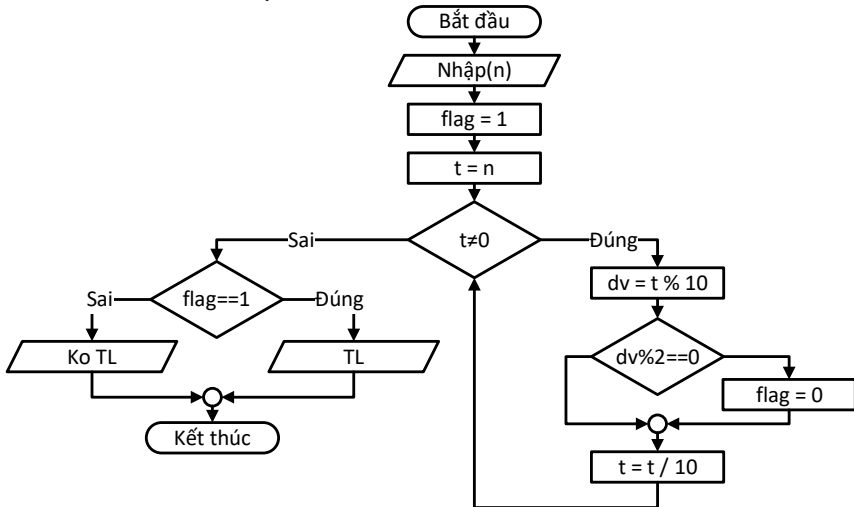 Bắt đầu
Nhập(n)
flag = 1
t = n
t≠0
Sai
Đúng
flag==1
Sai
Đúng
Ko TL
TL
Kết thúc
dv = t % 10
dv%2==0
flag = 0
t = t / 10